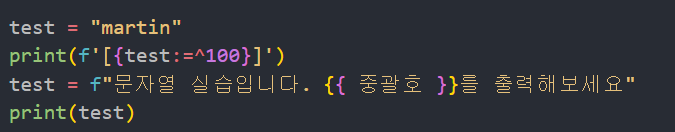 test = "martin"
print(f'[{test:=^100}]')
test = f"문자열 실습입니다. {{ 중괄호 }}를 출력해보세요"
print(test)